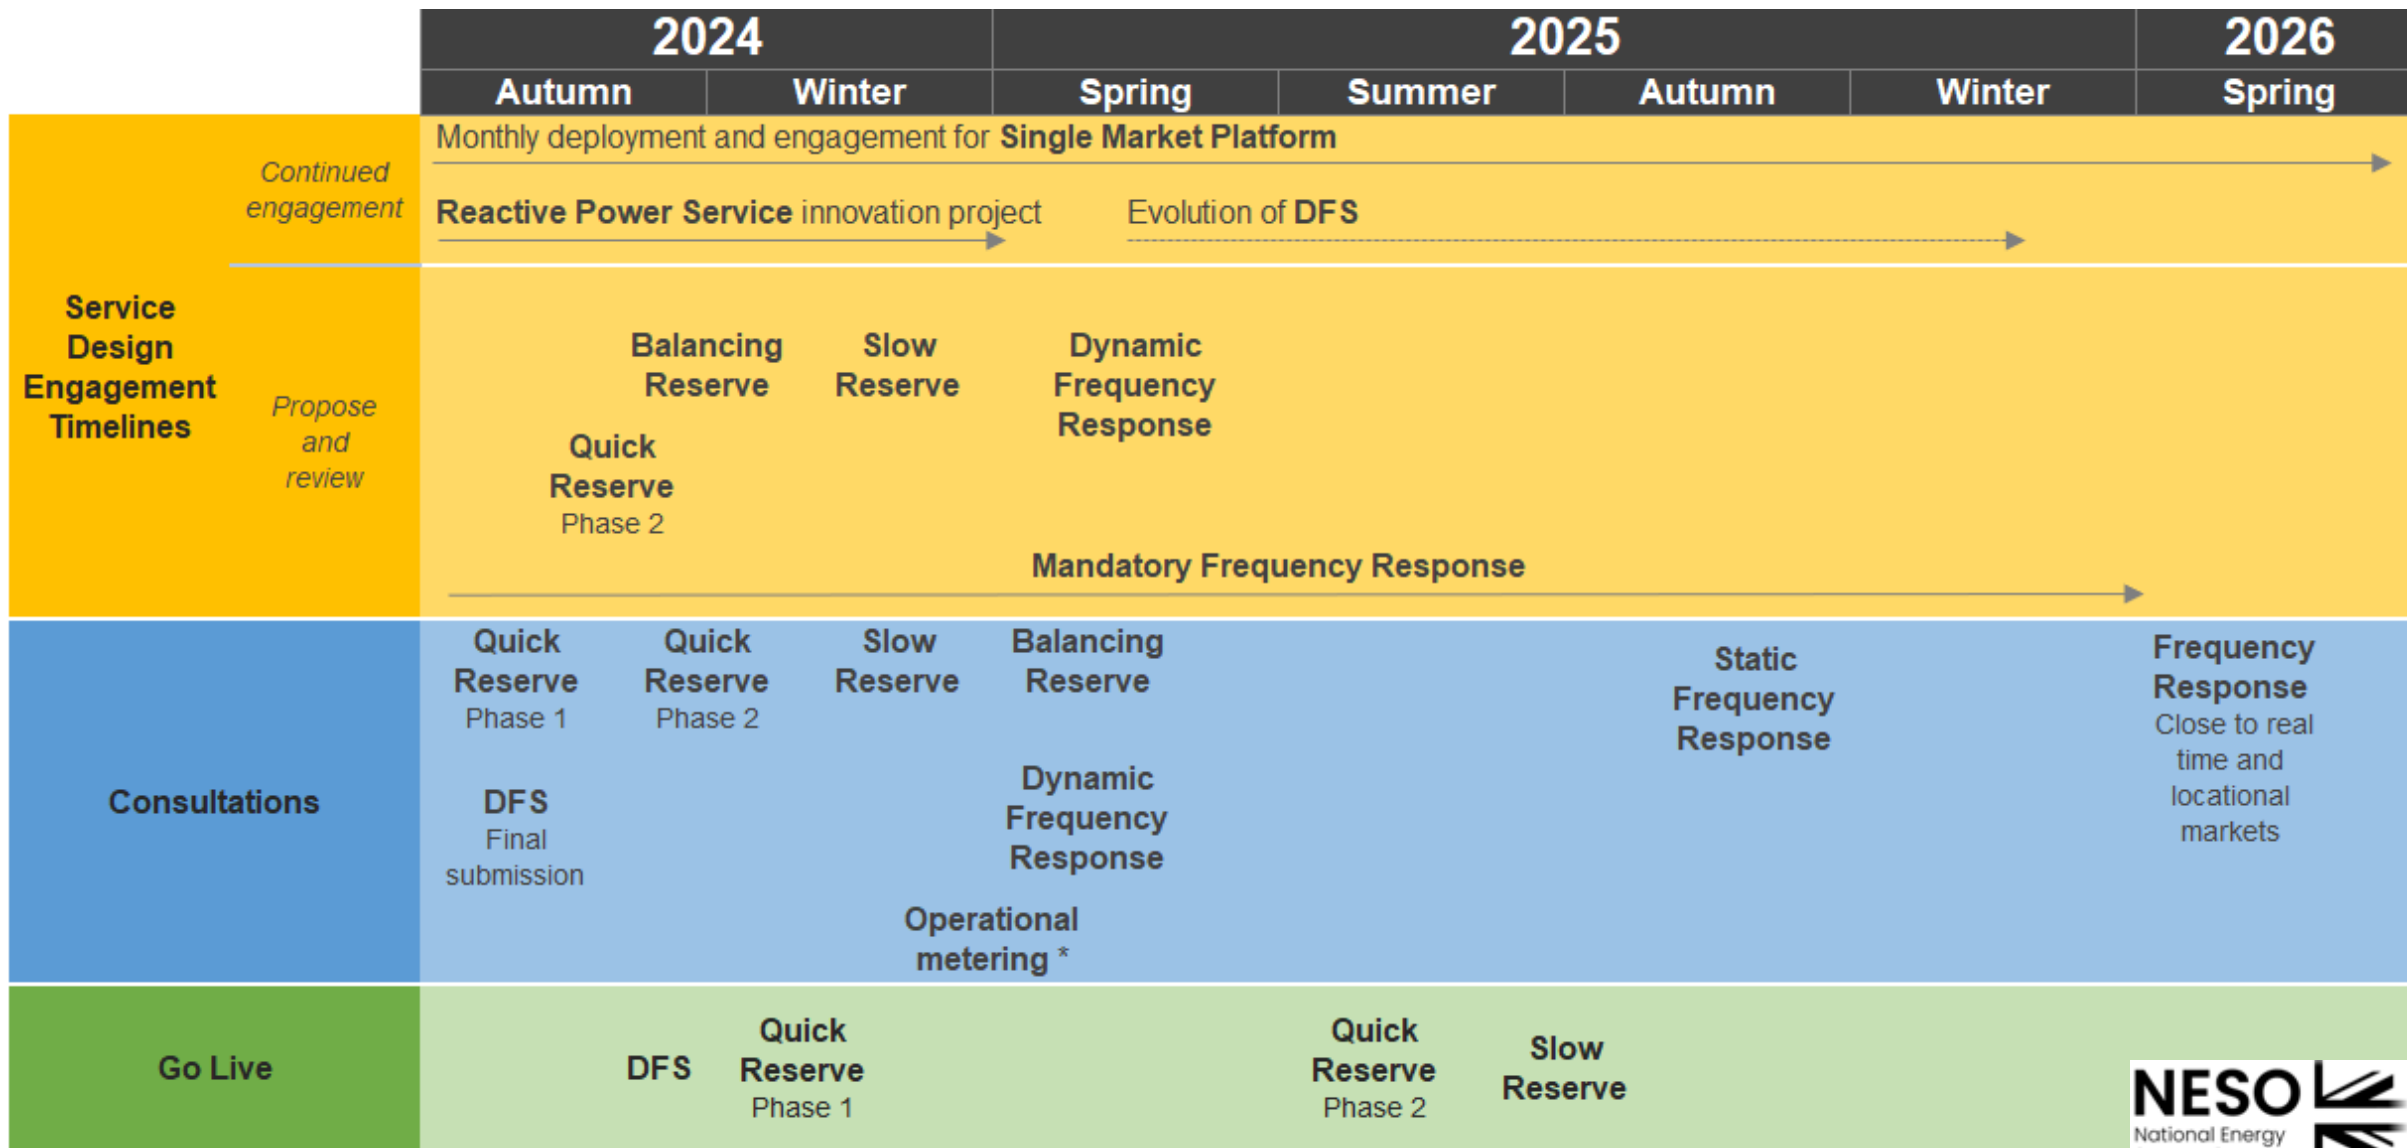 2024
2025
2026
Autumn
Winter
Spring
Summer
Autumn
Winter
Spring
Service
Design
Engagement
Timelines
Continued
engagement
Monthly deployment and engagement for Single Market Platform
Reactive Power Service innovation project
Evolution of DFS
Propose
and
review
Balancing
Reserve
Slow
Reserve
Dynamic
Frequency
Response
Quick
Reserve
Phase 2
Mandatory Frequency Response
Consultations
Quick
Reserve
Phase 1
Quick
Reserve
Phase 2
Slow
Reserve
Balancing
Reserve
Static
Frequency
Response
Frequency
Response
Close to real
time and
locational
markets
DFS
Final
submission
Dynamic
Frequency
Response
Operational
metering *
Go Live
DFS
Quick
Reserve
Phase 1
Quick
Reserve
Phase 2
Slow
Reserve
NESO
National Energy